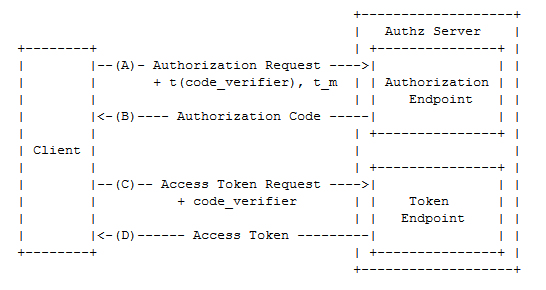 Authz Server
(A)- Authorization Request
+ t(code_verifier), t_m
Authorization
Endpoint
(B)---- Authorization Code
Client
(C)-- Access Token Request
+ code_verifier
Token
Endpoint
(D)------ Access Token